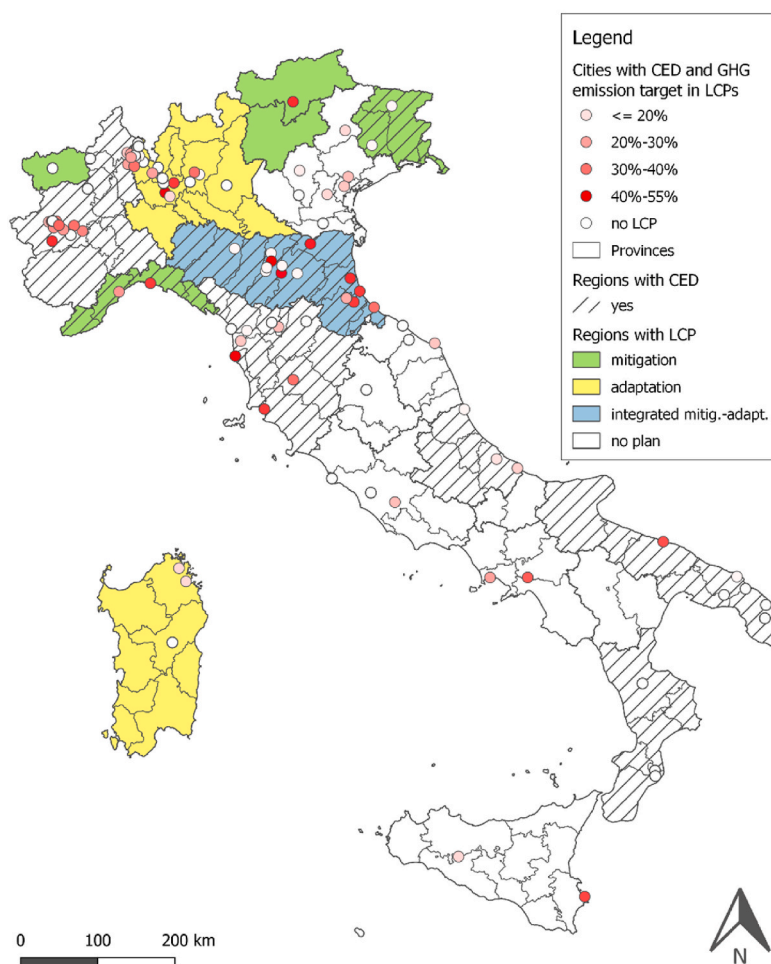 Legend
Cities with CED and GHG
emission target in LCPs
<= 20%
20%-30%
30%-40%
40%-55%
no LCP
Provinces
Regions with CED
yes
Regions with LCP
mitigation
adaptation
integrated mitig.-adapt.
no plan
0 100 200 km
N